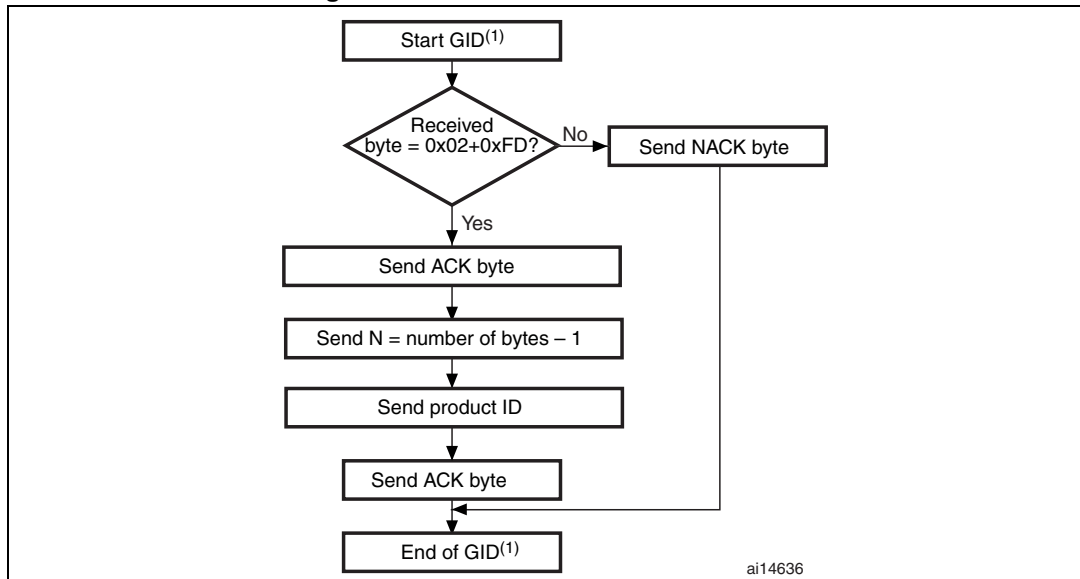 Start GID(1)
Received
byte = 0x02+0xFD?
No
Send NACK byte
Yes
Send ACK byte
Send N = number of bytes – 1
Send product ID
Send ACK byte
End of GID(1)
ai14636